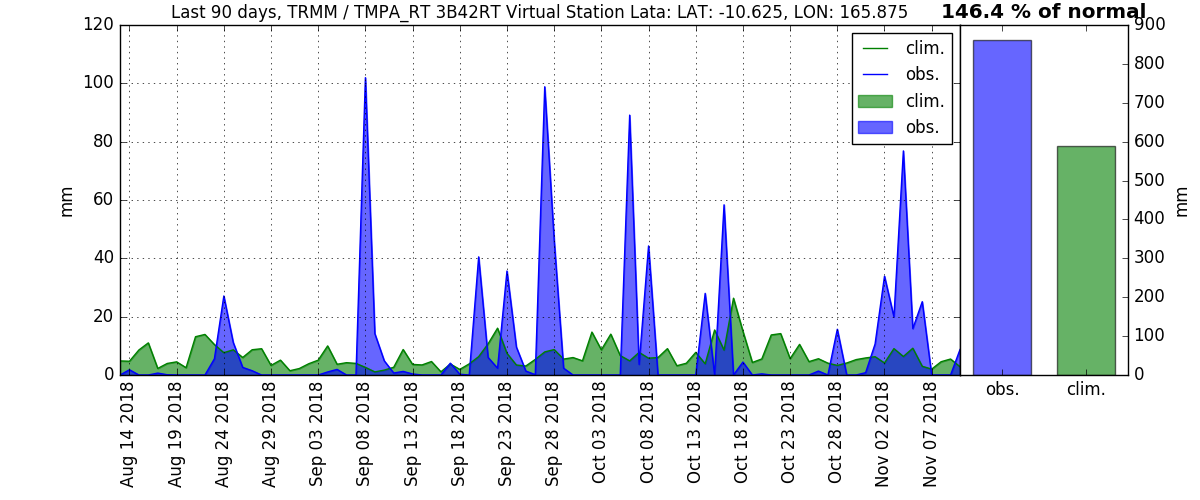 Last 90 days, TRMM / TMPA_RT 3B42RT Virtual Station Lata: LAT: -10.625, LON: 165.875
146.4 % of normal
120
100
80
60
40
20
0
mm
clim.
obs.
clim.
obs.
900
800
700
600
500
400
300
200
100
0
mm
obs.
clim.
Aug 14 2018
Aug 19 2018
Aug 24 2018
Aug 29 2018
Sep 03 2018
Sep 08 2018
Sep 13 2018
Sep 18 2018
Sep 23 2018
Sep 28 2018
Oct 03 2018
Oct 08 2018
Oct 13 2018
Oct 18 2018
Oct 23 2018
Oct 28 2018
Nov 02 2018
Nov 07 2018